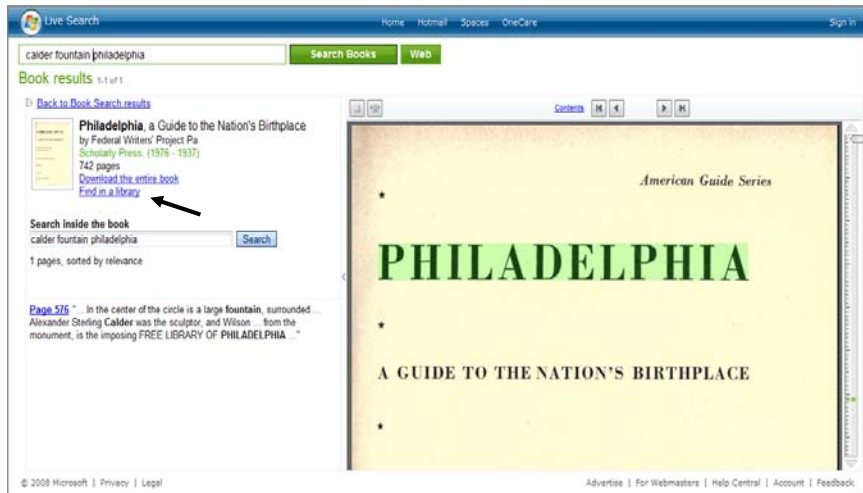 Live Search
Home Hotmail Spaces OneCare
Sign in
calder fountain philadelphia
Search Books
Web
Book results 1-1 of 1
Back to Book Search results
Contents
Philadelphia, a Guide to the Nation's Birthplace
by Federal Writers' Project Pa
Scholarly Press. (1976 - 1937)
742 pages
Download the entire book
Find in a library
Search inside the book
calder fountain philadelphia
Search
1 pages, sorted by relevance
Page 576 "... In the center of the circle is a large fountain, surrounded ...
Alexander Sterling Calder was the sculptor, and Wilson ... from the
monument, is the imposing FREE LIBRARY OF PHILADELPHIA ..."
American Guide Series
PHILADELPHIA
A GUIDE TO THE NATION'S BIRTHPLACE
© 2008 Microsoft | Privacy | Legal
Advertise | For Webmasters | Help Central | Account | Feedback